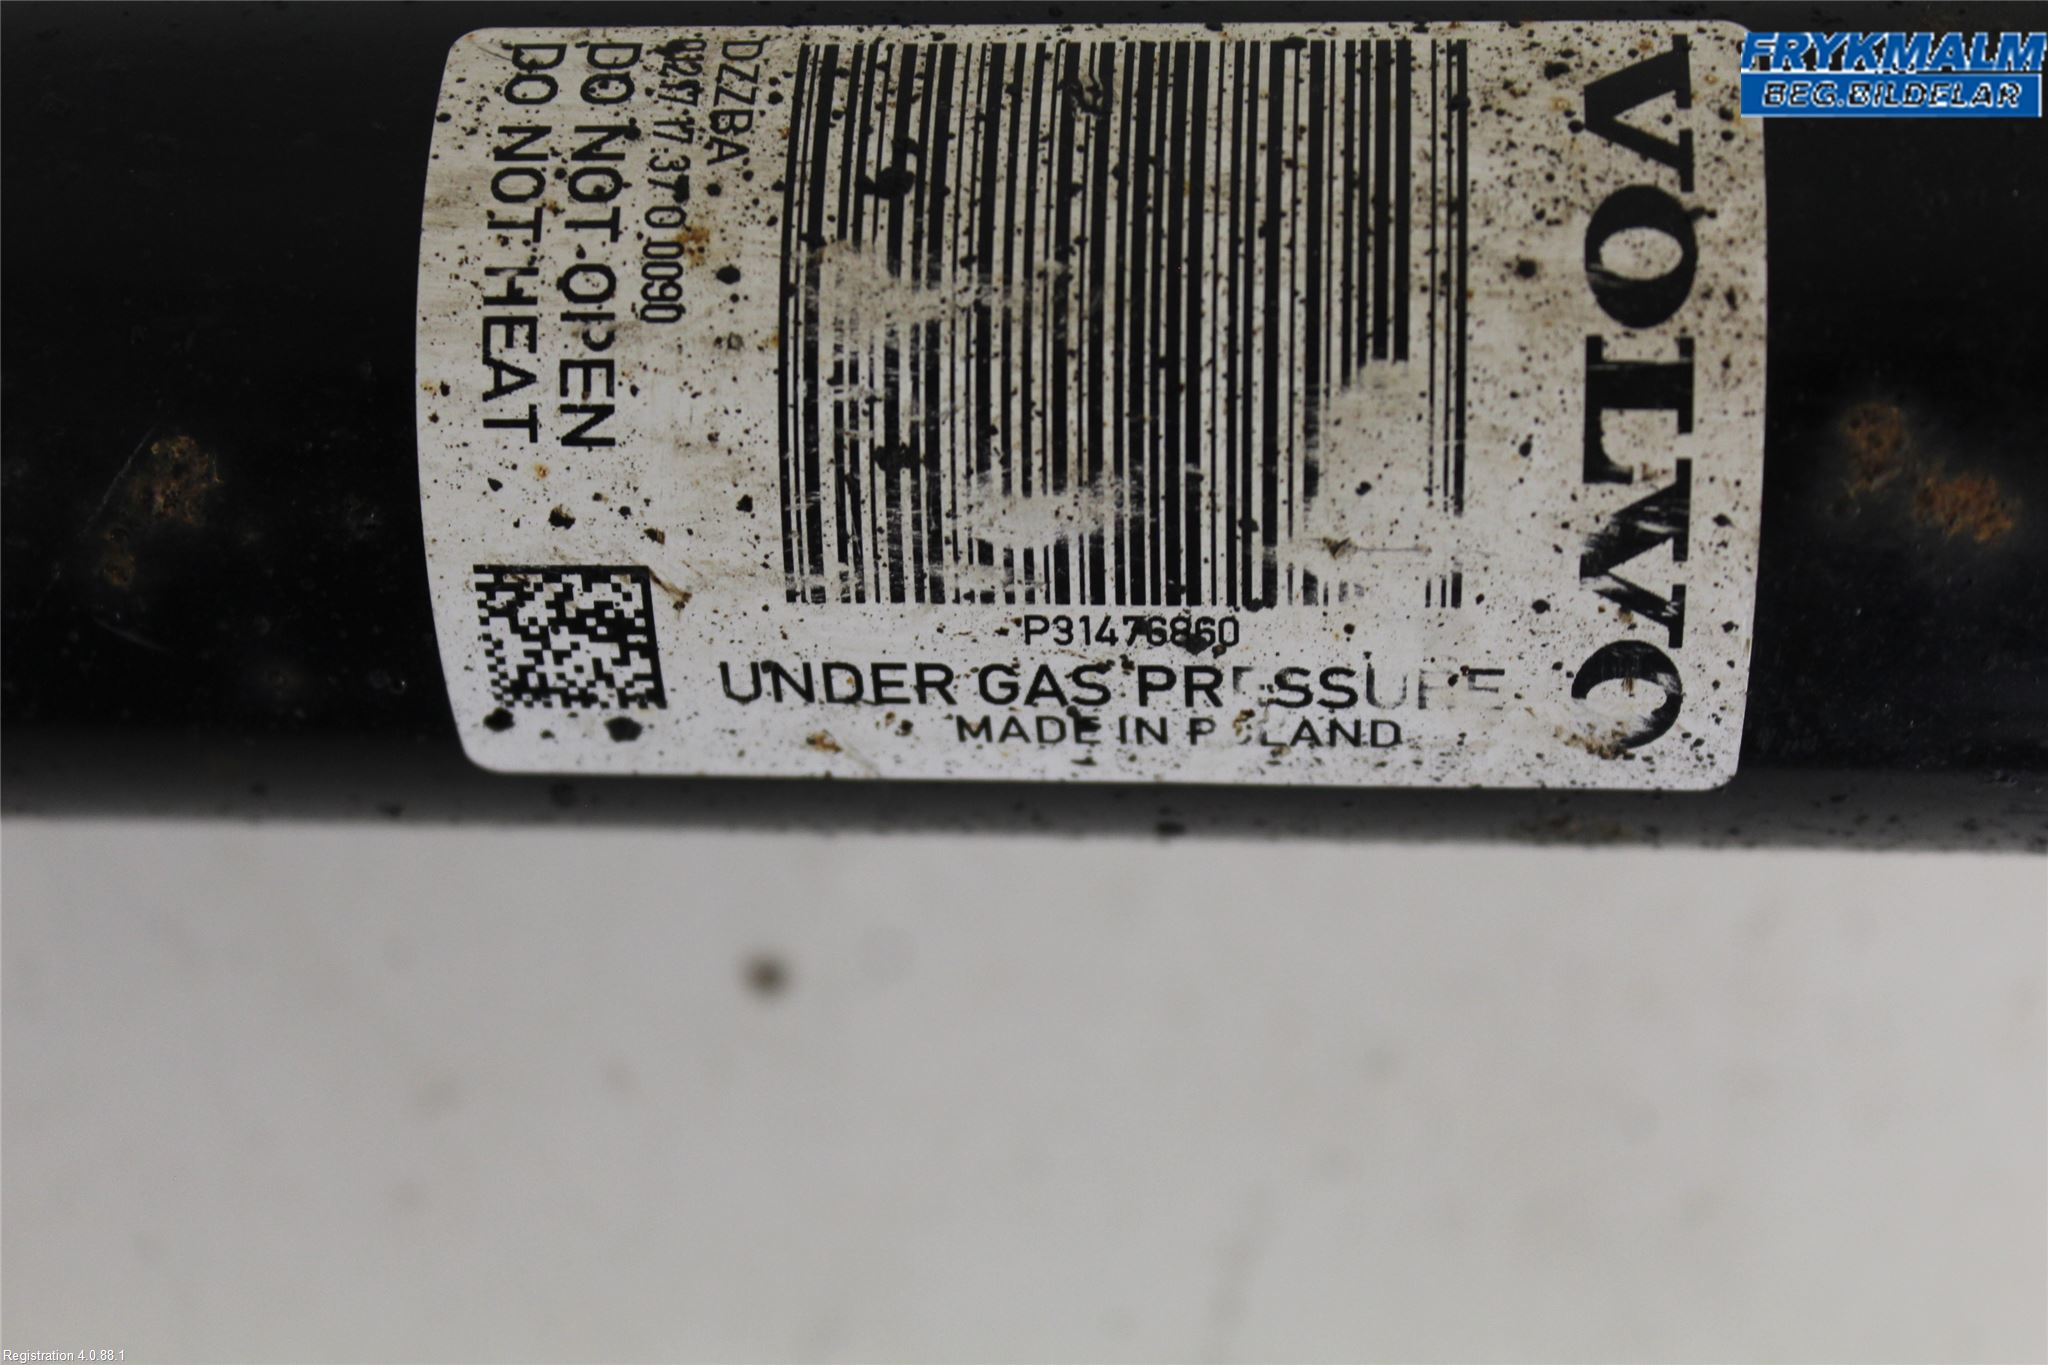 FRYKMALM
BEG.BILDELAR
VOLVO
DZZBA
DO NOT OPEN
DO NOT HEAT
P31476860
UNDER GAS PRESSURE
MADE IN POLAND
Registration 4.0.88.1